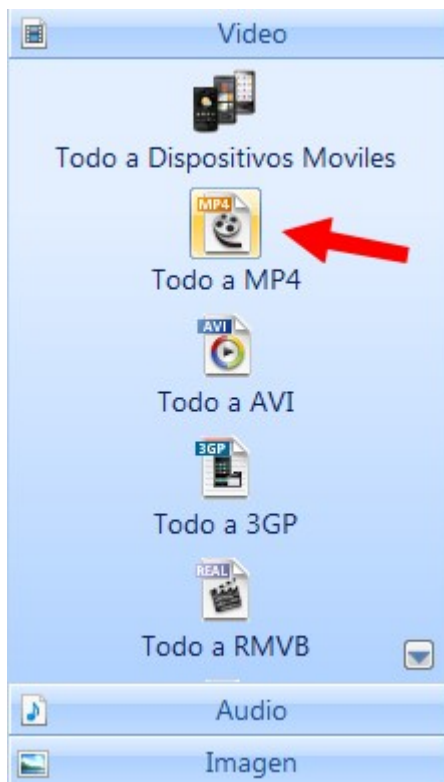 Video
Todo a Dispositivos Moviles
MP4
Todo a MP4
AVI
Todo a AVI
3GP
Todo a 3GP
REAL
Todo a RMVB
Audio
Imagen